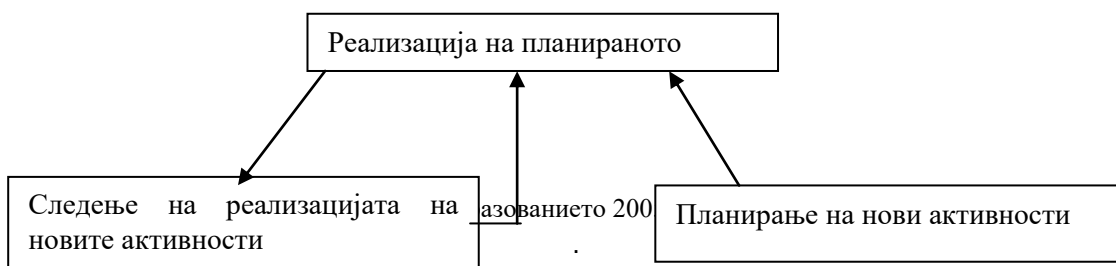 Реализација на планираното
Следење на реализацијата на
новите активности
азованието 200
.
Планирање на нови активности